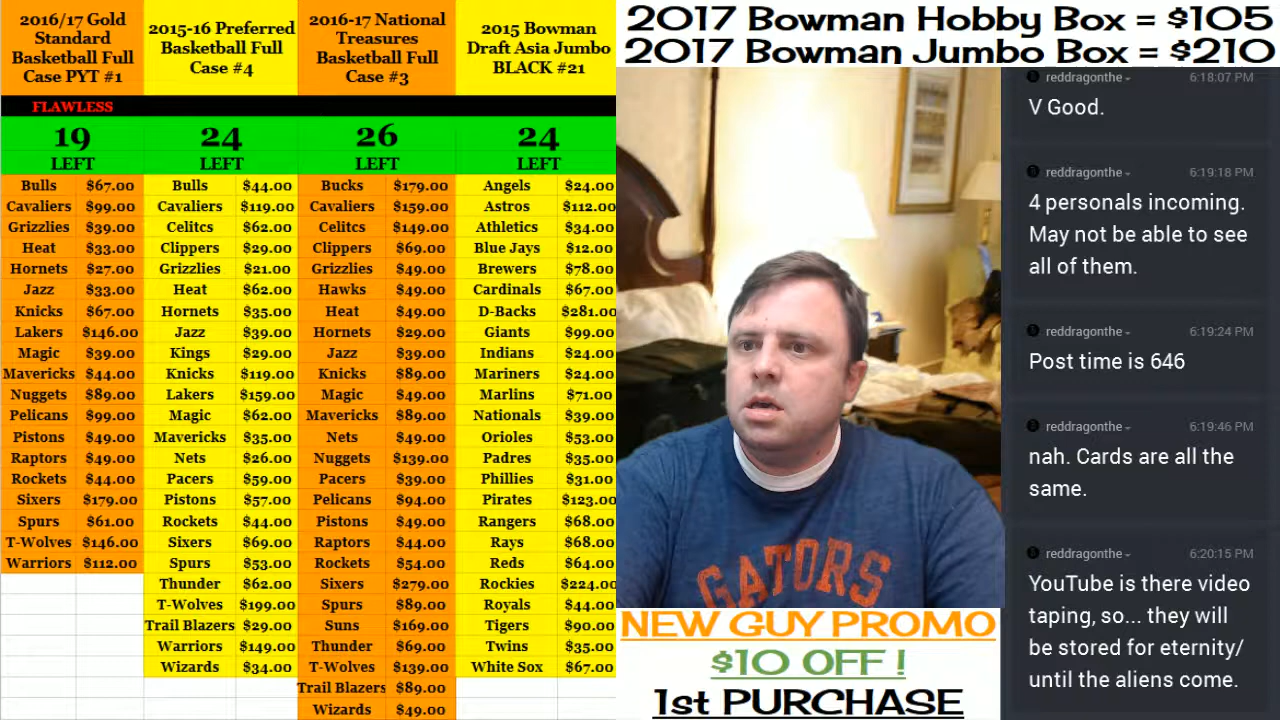 2016/17 Gold
Standard
Basketball Full
Case PYT #1
FLAWLESS
19
LEFT
Bulls $67.00
Cavaliers $99.00
Grizzlies $39.00
Heat $33.00
Hornets $27.00
Jazz $33.00
Knicks $67.00
Lakers $146.00
Magic $39.00
Mavericks $44.00
Nuggets $89.00
Pelicans $99.00
Pistons $49.00
Raptors $49.00
Rockets $44.00
Sixers $179.00
Spurs $61.00
T-Wolves $146.00
Warriors $112.00
2015-16 Preferred
Basketball Full
Case #4
24
LEFT
Bulls $44.00
Cavaliers $119.00
Celitcs $62.00
Clippers $29.00
Grizzlies $21.00
Heat $62.00
Hornets $35.00
Jazz $39.00
Kings $29.00
Knicks $119.00
Lakers $159.00
Magic $62.00
Mavericks $35.00
Nets $26.00
Pacers $59.00
Pistons $57.00
Rockets $44.00
Sixers $69.00
Spurs $53.00
Thunder $62.00
T-Wolves $199.00
Trail Blazers $29.00
Warriors $149.00
Wizards $34.00
2016-17 National
Treasures
Basketball Full
Case #3
26
LEFT
Bucks $179.00
Cavaliers $159.00
Celitcs $149.00
Clippers $69.00
Grizzlies $49.00
Hawks $49.00
Heat $49.00
Hornets $29.00
Jazz $39.00
Knicks $89.00
Magic $49.00
Mavericks $89.00
Nets $49.00
Nuggets $139.00
Pacers $39.00
Pelicans $94.00
Pistons $49.00
Raptors $44.00
Rockets $54.00
Sixers $279.00
Spurs $89.00
Suns $169.00
Thunder $69.00
T-Wolves $139.00
Trail Blazers $89.00
Wizards $49.00
2015 Bowman
Draft Asia Jumbo
BLACK #21
24
LEFT
Angels $24.00
Astros $112.00
Athletics $34.00
Blue Jays $12.00
Brewers $78.00
Cardinals $67.00
D-Backs $281.00
Giants $99.00
Indians $24.00
Mariners $24.00
Marlins $71.00
Nationals $39.00
Orioles $53.00
Padres $35.00
Phillies $31.00
Pirates $123.00
Rangers $68.00
Rays $68.00
Reds $64.00
Rockies $224.00
Royals $44.00
Tigers $90.00
Twins $35.00
White Sox $67.00
2017 Bowman Hobby Box = $105
2017 Bowman Jumbo Box = $210
GATORS
NEW GUY PROMO
$10 OFF !
1st PURCHASE
reddragonthe 6:18:07 PM
V Good.
reddragonthe 6:19:18 PM
4 personals incoming.
May not be able to see
all of them.
reddragonthe 6:19:24 PM
Post time is 646
reddragonthe 6:19:46 PM
nah. Cards are all the
same.
reddragonthe 6:20:15 PM
YouTube is there video
taping, so... they will
be stored for eternity/
until the aliens come.